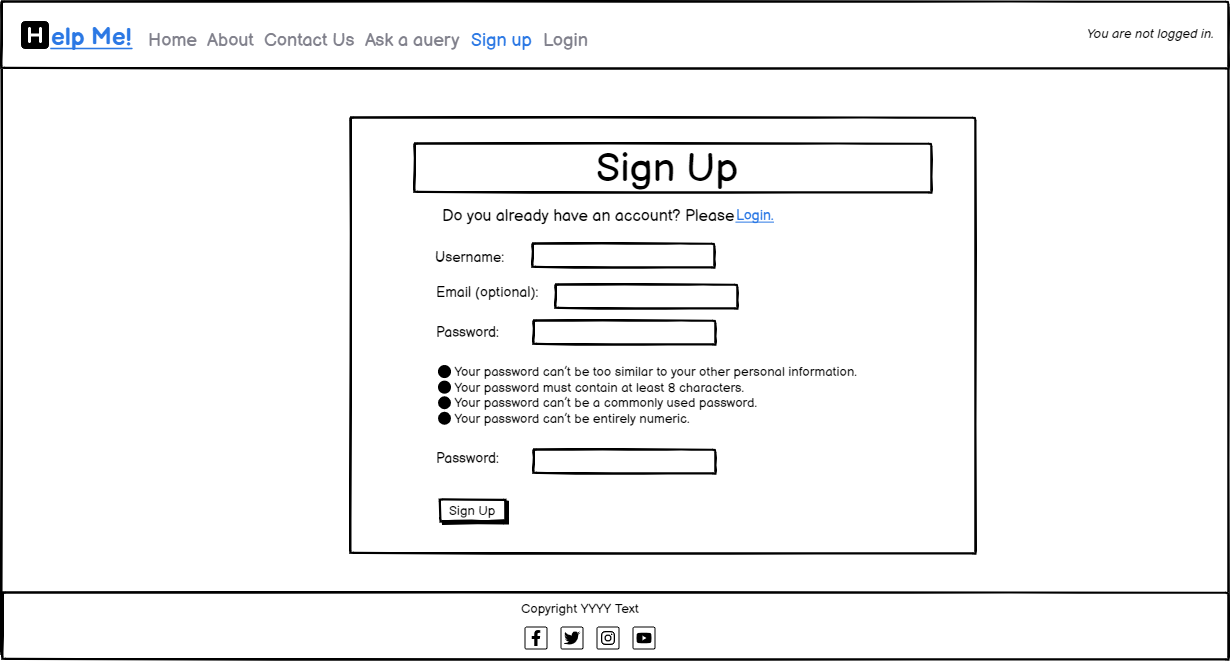 Help Me! Home About Contact Us Ask a auery Sign up Login You are not logged in.
Sign Up
Do you already have an account? Please Login.
Username:
Email (optional):
Password:
Your password can't be too similar to your other personal information.
Your password must contain at least 8 characters.
Your password can't be a commonly used password.
Your password can't be entirely numeric.
Password:
Sign Up
Copyright YYYY Text